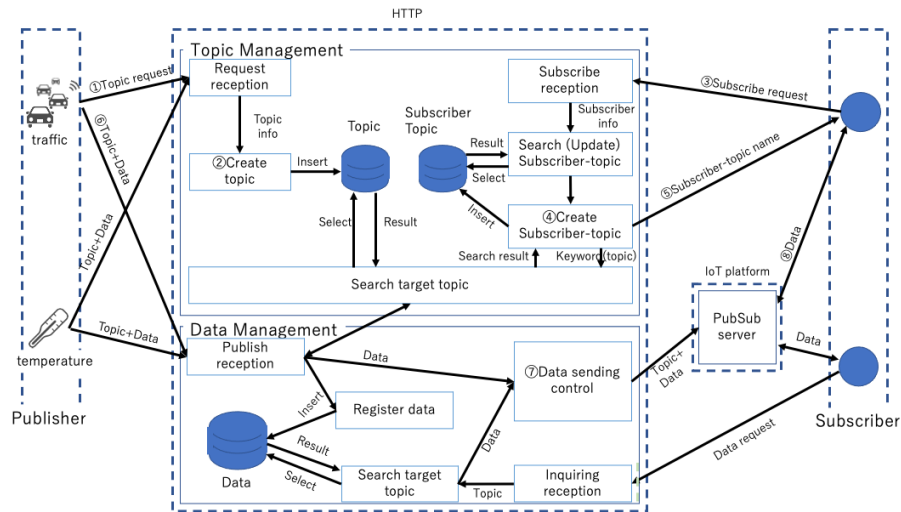 HTTP
Topic Management
Request
reception
Subscribe
reception
①Topic request
③Subscribe request
traffic
Topic
info
Topic
Subscriber
Topic
Subscriber
info
⑥Topic+Data
②Create
topic
Insert
Result
Select
Search (Update)
Subscriber-topic
⑤Subscriber-topic name
Insert
④Create
Subscriber-topic
Select
Result
Topic+Data
Search result
Keyword(topic)
⑧Data
Search target topic
IoT platform
PubSub
server
Data Management
Topic+Data
temperature
Publish
reception
Data
⑦Data sending
control
Topic+
Data
Data
Publisher
Insert
Register data
Subscriber
Result
Data
Data request
Data
Select
Search target
topic
Topic
Inquiring
reception